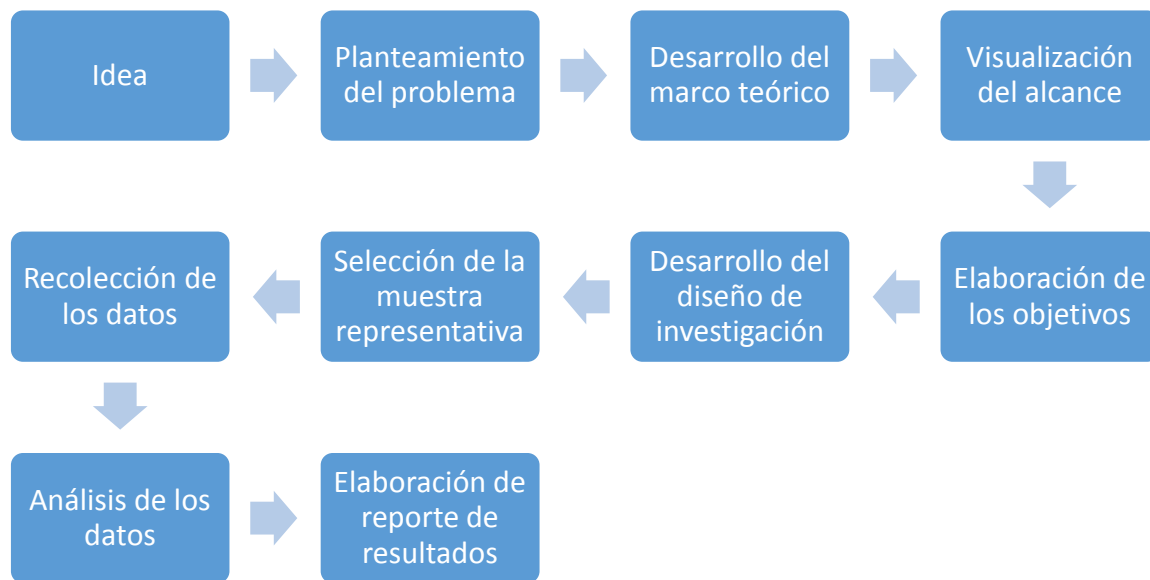 Idea
Planteamiento
del problema
Desarrollo del
marco teórico
Visualización
del alcance
Elaboración de
los objetivos
Desarrollo del
diseño de
investigación
Selección de la
muestra
representativa
Recolección de
los datos
Análisis de los
datos
Elaboración de
reporte de
resultados